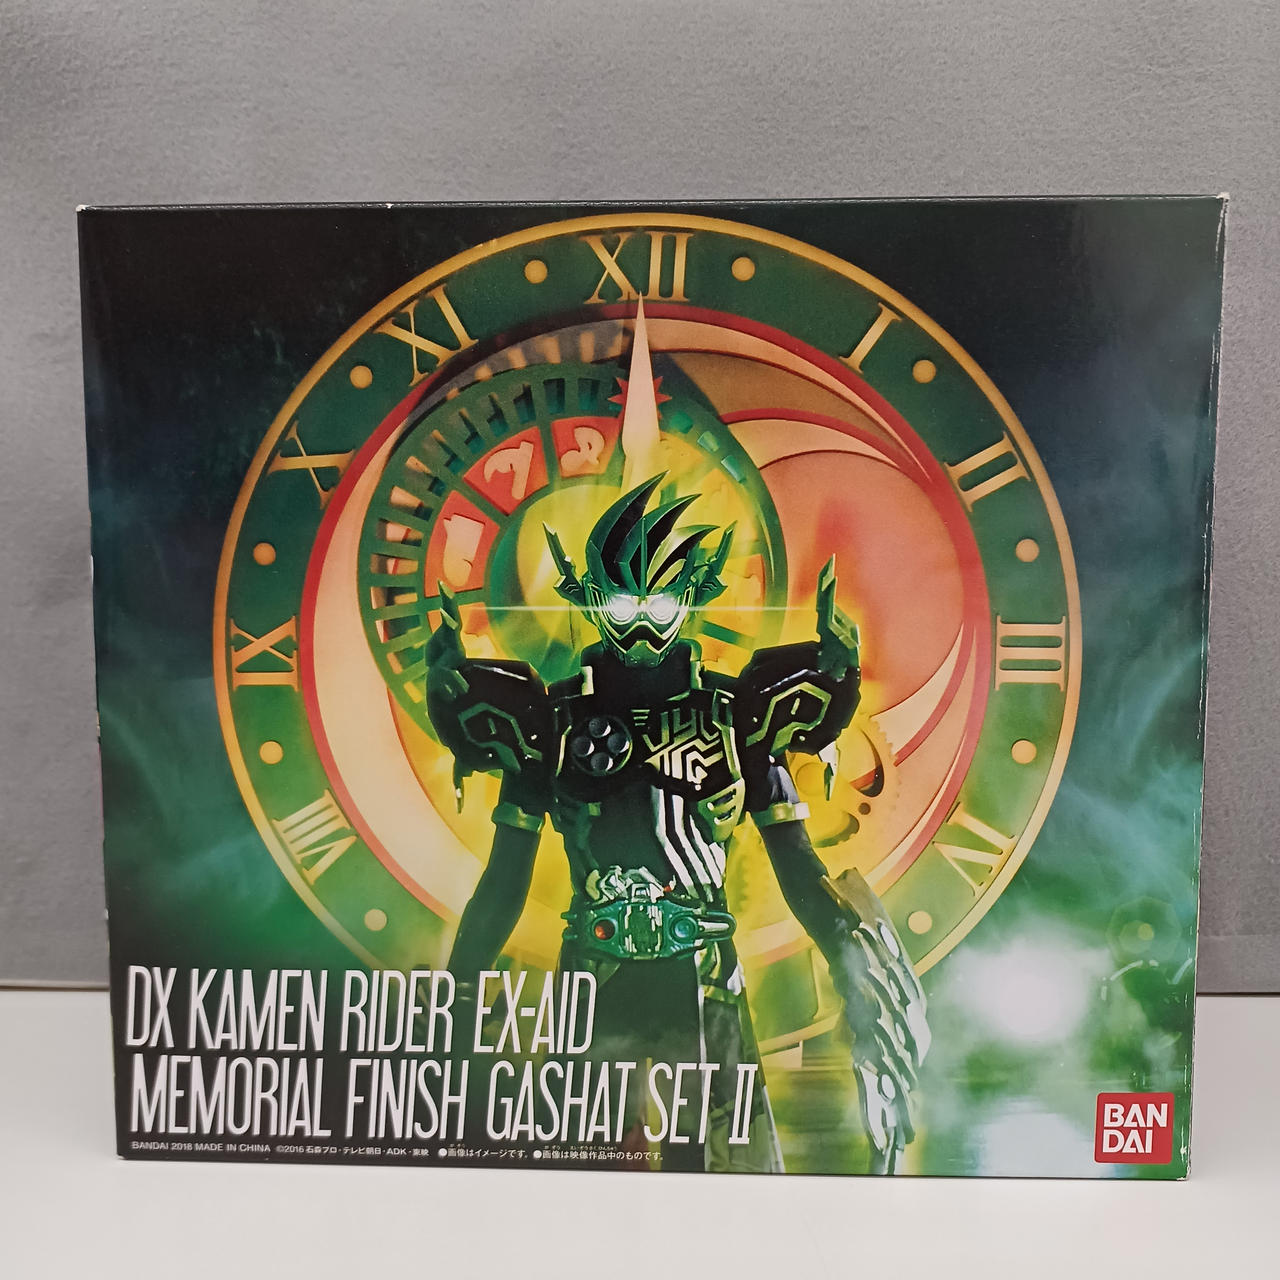 XII
XI
I
X
II
IX
III
VIII
IV
DX KAMEN RIDER EX-AID
MEMORIAL FINISH GASHAT SET II
BANDAI 2018 MADE IN CHINA ©2016 石森プロ・テレビ朝日・ADK・東映 ●画像はイメージです。 ●画像は映像作品中のものです。
BAN
DAI